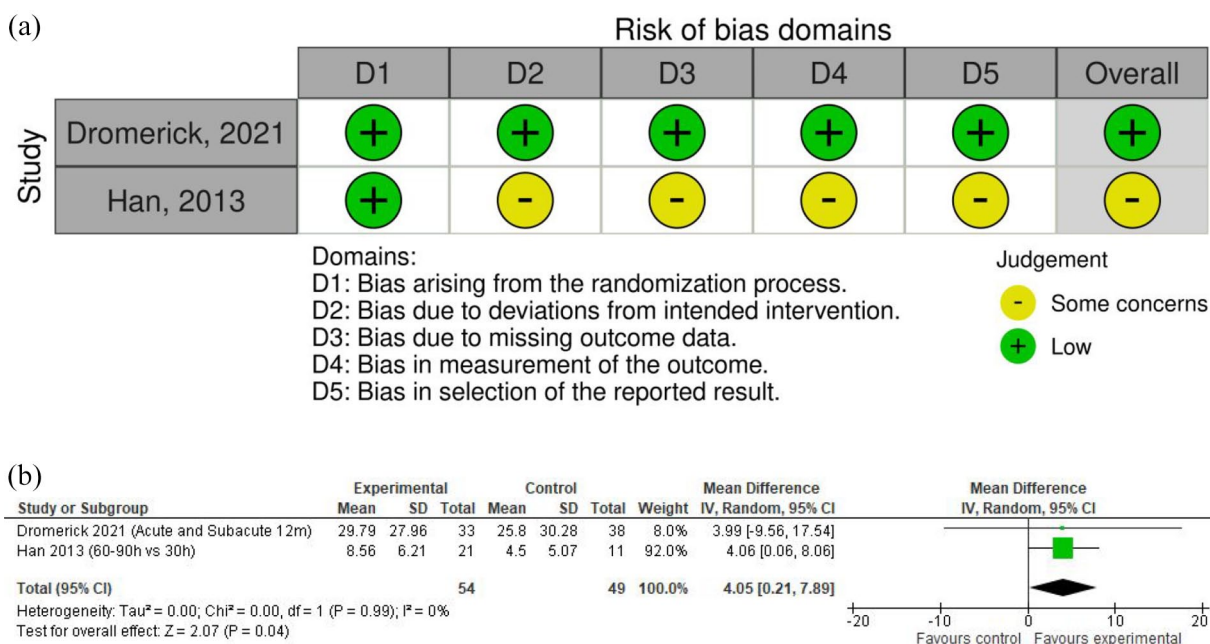 (a)
Risk of bias domains
D1 D2 D3 D4 D5 Overall
Study
Dromerick, 2021 + + + + + +
Han, 2013 + - - - - -
Domains:
D1: Bias arising from the randomization process.
D2: Bias due to deviations from intended intervention.
D3: Bias due to missing outcome data.
D4: Bias in measurement of the outcome.
D5: Bias in selection of the reported result.
Judgement
- Some concerns
+ Low
(b)
Experimental Control Mean Difference Mean Difference
Study or Subgroup Mean SD Total Mean SD Total Weight IV, Random, 95% CI IV, Random, 95% CI
Dromerick 2021 (Acute and Subacute 12m) 29.79 27.96 33 25.8 30.28 38 8.0% 3.99 [-9.56, 17.54]
Han 2013 (60-90h vs 30h) 8.56 6.21 21 4.5 5.07 11 92.0% 4.06 [0.06, 8.06]
Total (95% CI) 54 49 100.0% 4.05 [0.21, 7.89]
Heterogeneity: Tau² = 0.00; Chi² = 0.00, df = 1 (P = 0.99); I² = 0%
Test for overall effect: Z = 2.07 (P = 0.04)
-20 -10 0 10 20
Favours control Favours experimental